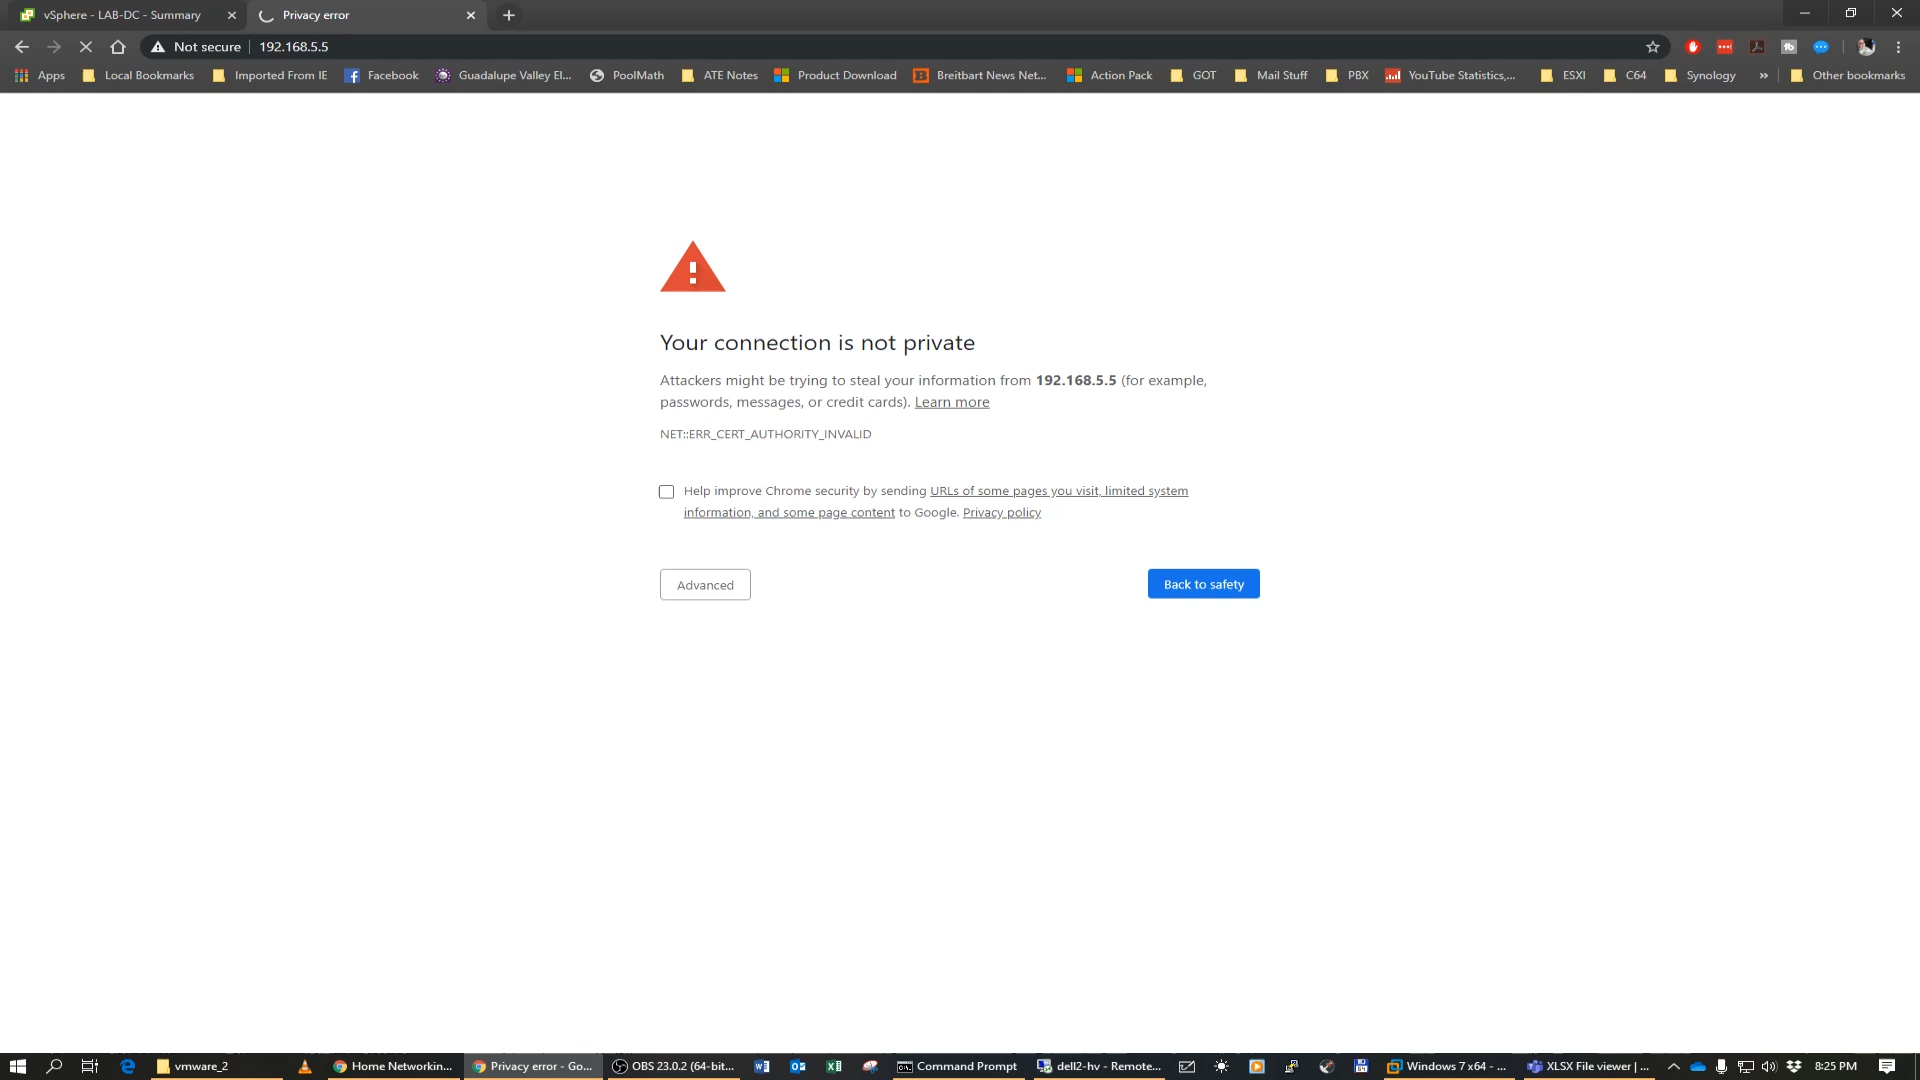 vSphere - LAB-DC - Summary
Privacy error
Not secure
192.168.5.5
Apps
Local Bookmarks
Imported From IE
Facebook
Guadalupe Valley El...
PoolMath
ATE Notes
Product Download
Breitbart News Net...
Action Pack
GOT
Mail Stuff
PBX
YouTube Statistics,...
ESXI
C64
Synology
»
Other bookmarks
Your connection is not private
Attackers might be trying to steal your information from 192.168.5.5 (for example,
passwords, messages, or credit cards). Learn more
NET::ERR_CERT_AUTHORITY_INVALID
Help improve Chrome security by sending URLs of some pages you visit, limited system
information, and some page content to Google. Privacy policy
Advanced
Back to safety
vmware_2
Home Networkin...
Privacy error - Go...
OBS 23.0.2 (64-bit...
Command Prompt
dell2-hv - Remote...
Windows 7 x64 - ...
XLSX File viewer | ...
8:25 PM